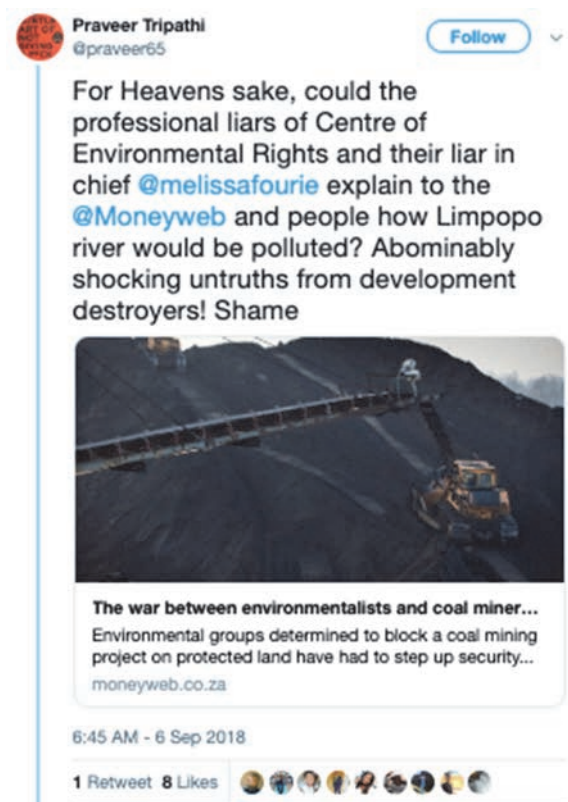 Praveer Tripathi
@praveer65
Follow
For Heavens sake, could the
professional liars of Centre of
Environmental Rights and their liar in
chief @melissafourie explain to the
@Moneyweb and people how Limpopo
river would be polluted? Abominably
shocking untruths from development
destroyers! Shame
The war between environmentalists and coal miner...
Environmental groups determined to block a coal mining
project on protected land have had to step up security...
moneyweb.co.za
6:45 AM - 6 Sep 2018
1 Retweet 8 Likes